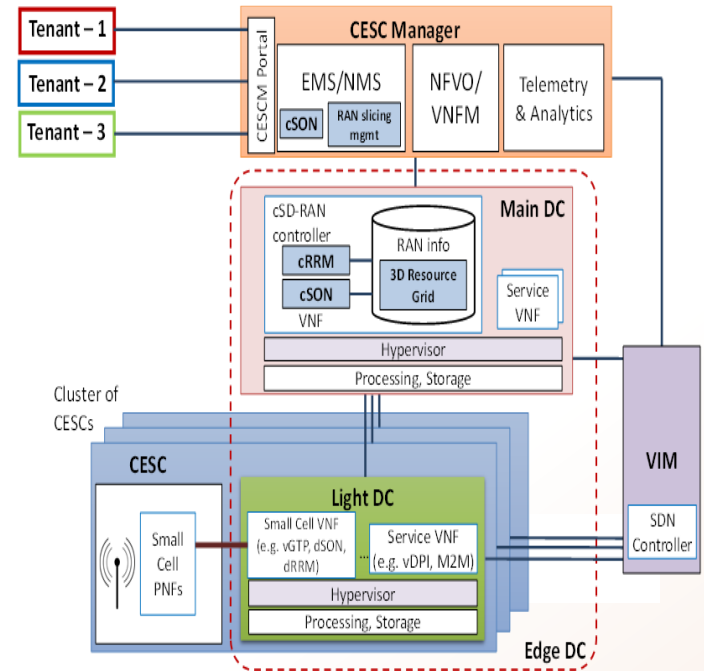 Tenant – 1
Tenant – 2
Tenant – 3
CESC Manager
CESCM Portal
EMS/NMS
cSON
RAN slicing
mgmt
NFVO/
VNFM
Telemetry
& Analytics
Main DC
cSD-RAN
controller
cRRM
cSON
VNF
RAN info
3D Resource
Grid
Service
VNF
Hypervisor
Processing, Storage
Cluster of
CESCs
CESC
Small
Cell
PNFs
Light DC
Small Cell VNF
(e.g. vGTP, dSON,
dRRM)
...
Service VNF
(e.g. vDPI, M2M)
Hypervisor
Processing, Storage
Edge DC
VIM
SDN
Controller